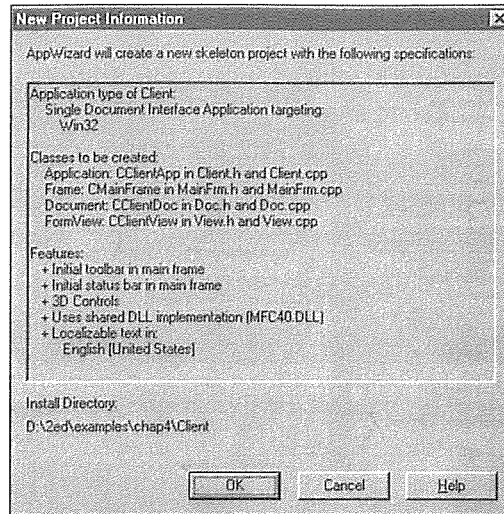 New Project Information
AppWizard will create a new skeleton project with the following specifications:
Application type of Client:
Single Document Interface Application targeting:
Win32
Classes to be created:
Application: CClientApp in Client.h and Client.cpp
Frame: CMainFrame in MainFrm.h and MainFrm.cpp
Document: CClientDoc in Doc.h and Doc.cpp
FormView: CClientView in View.h and View.cpp
Features:
+ Initial toolbar in main frame
+ Initial status bar in main frame
+ 3D Controls
+ Uses shared DLL implementation (MFC40.DLL)
+ Localizable text in:
English [United States]
Install Directory:
D:\2ed\examples\chap4\Client
OK
Cancel
Help